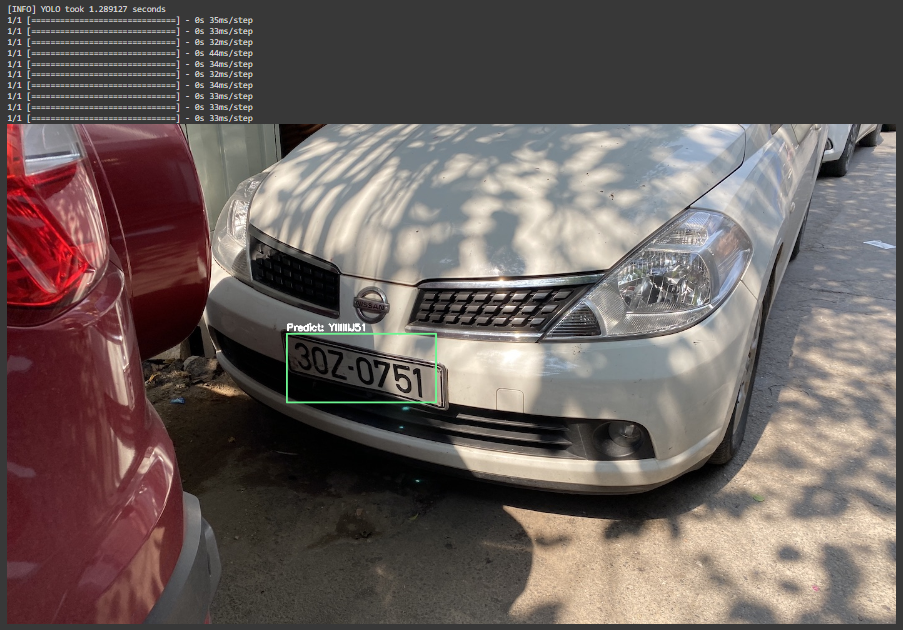 [INFO] YOLO took 1.289127 seconds
1/1 [==============================] - 0s 35ms/step
1/1 [==============================] - 0s 33ms/step
1/1 [==============================] - 0s 32ms/step
1/1 [==============================] - 0s 44ms/step
1/1 [==============================] - 0s 34ms/step
1/1 [==============================] - 0s 32ms/step
1/1 [==============================] - 0s 34ms/step
1/1 [==============================] - 0s 33ms/step
1/1 [==============================] - 0s 33ms/step
1/1 [==============================] - 0s 33ms/step
NISSAN
Predict:
30Z-0751